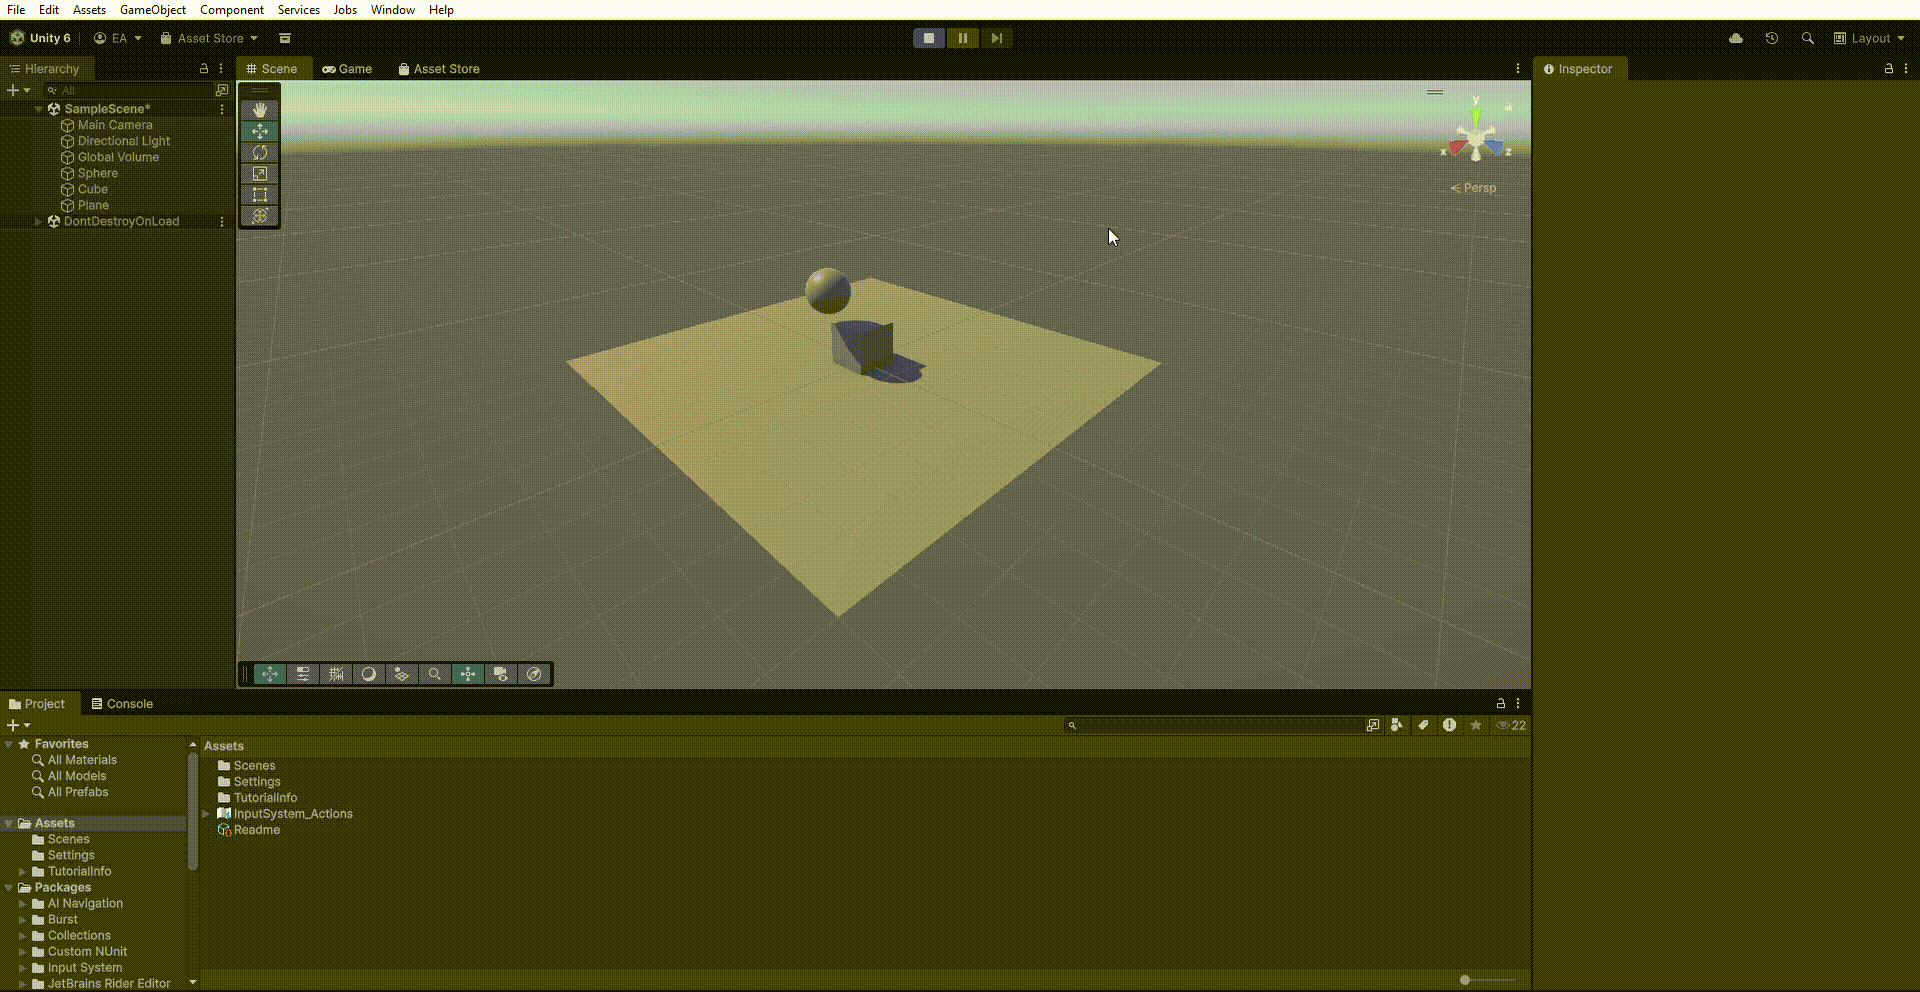 File Edit Assets GameObject Component Services Jobs Window Help
Unity 6 EA Asset Store Layout
Hierarchy
Scene Game Asset Store
Inspector
All
SampleScene*
Main Camera
Directional Light
Global Volume
Sphere
Cube
Plane
DontDestroyOnLoad
y
x z
Persp
Project Console
22
Favorites
All Materials
All Models
All Prefabs
Assets
Scenes
Settings
TutorialInfo
Packages
AI Navigation
Burst
Collections
Custom NUnit
Input System
JetBrains Rider Editor
Assets
Scenes
Settings
TutorialInfo
InputSystem_Actions
Readme